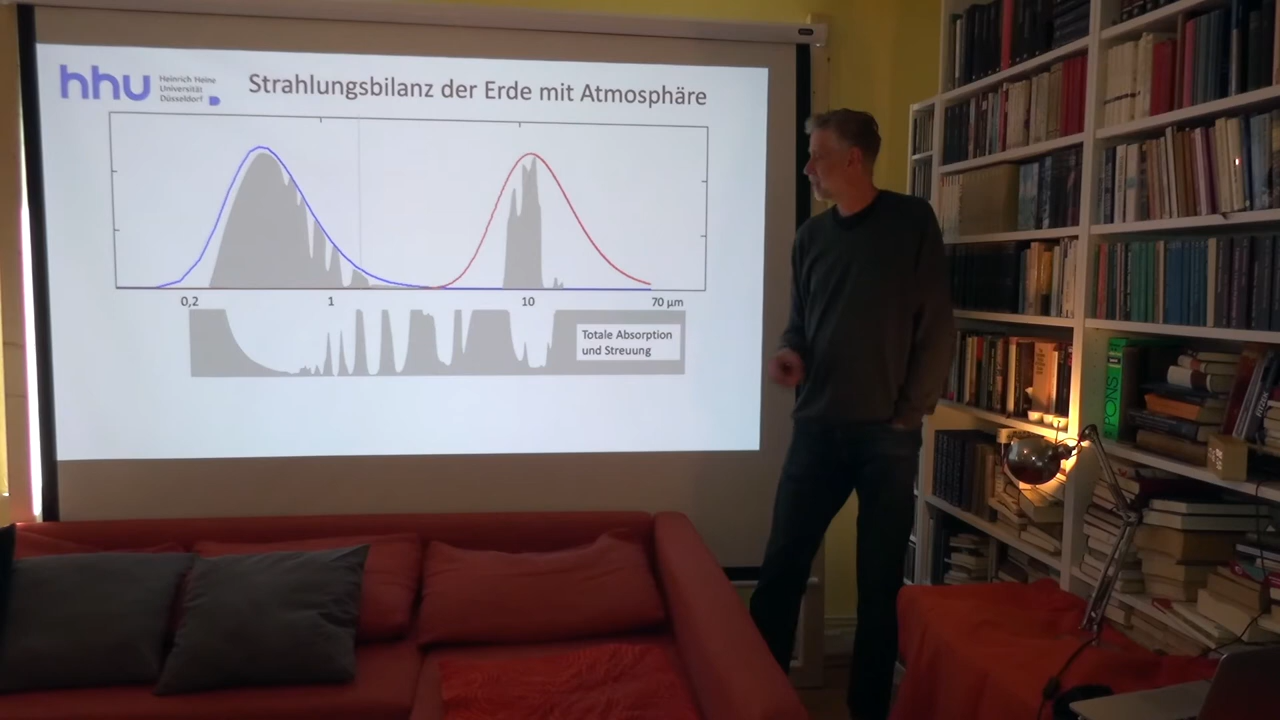 hhu
Heinrich Heine
Universität
Düsseldorf
Strahlungsbilanz der Erde mit Atmosphäre
0,2 1 10 70 µm
Totale Absorption
und Streuung
PONS